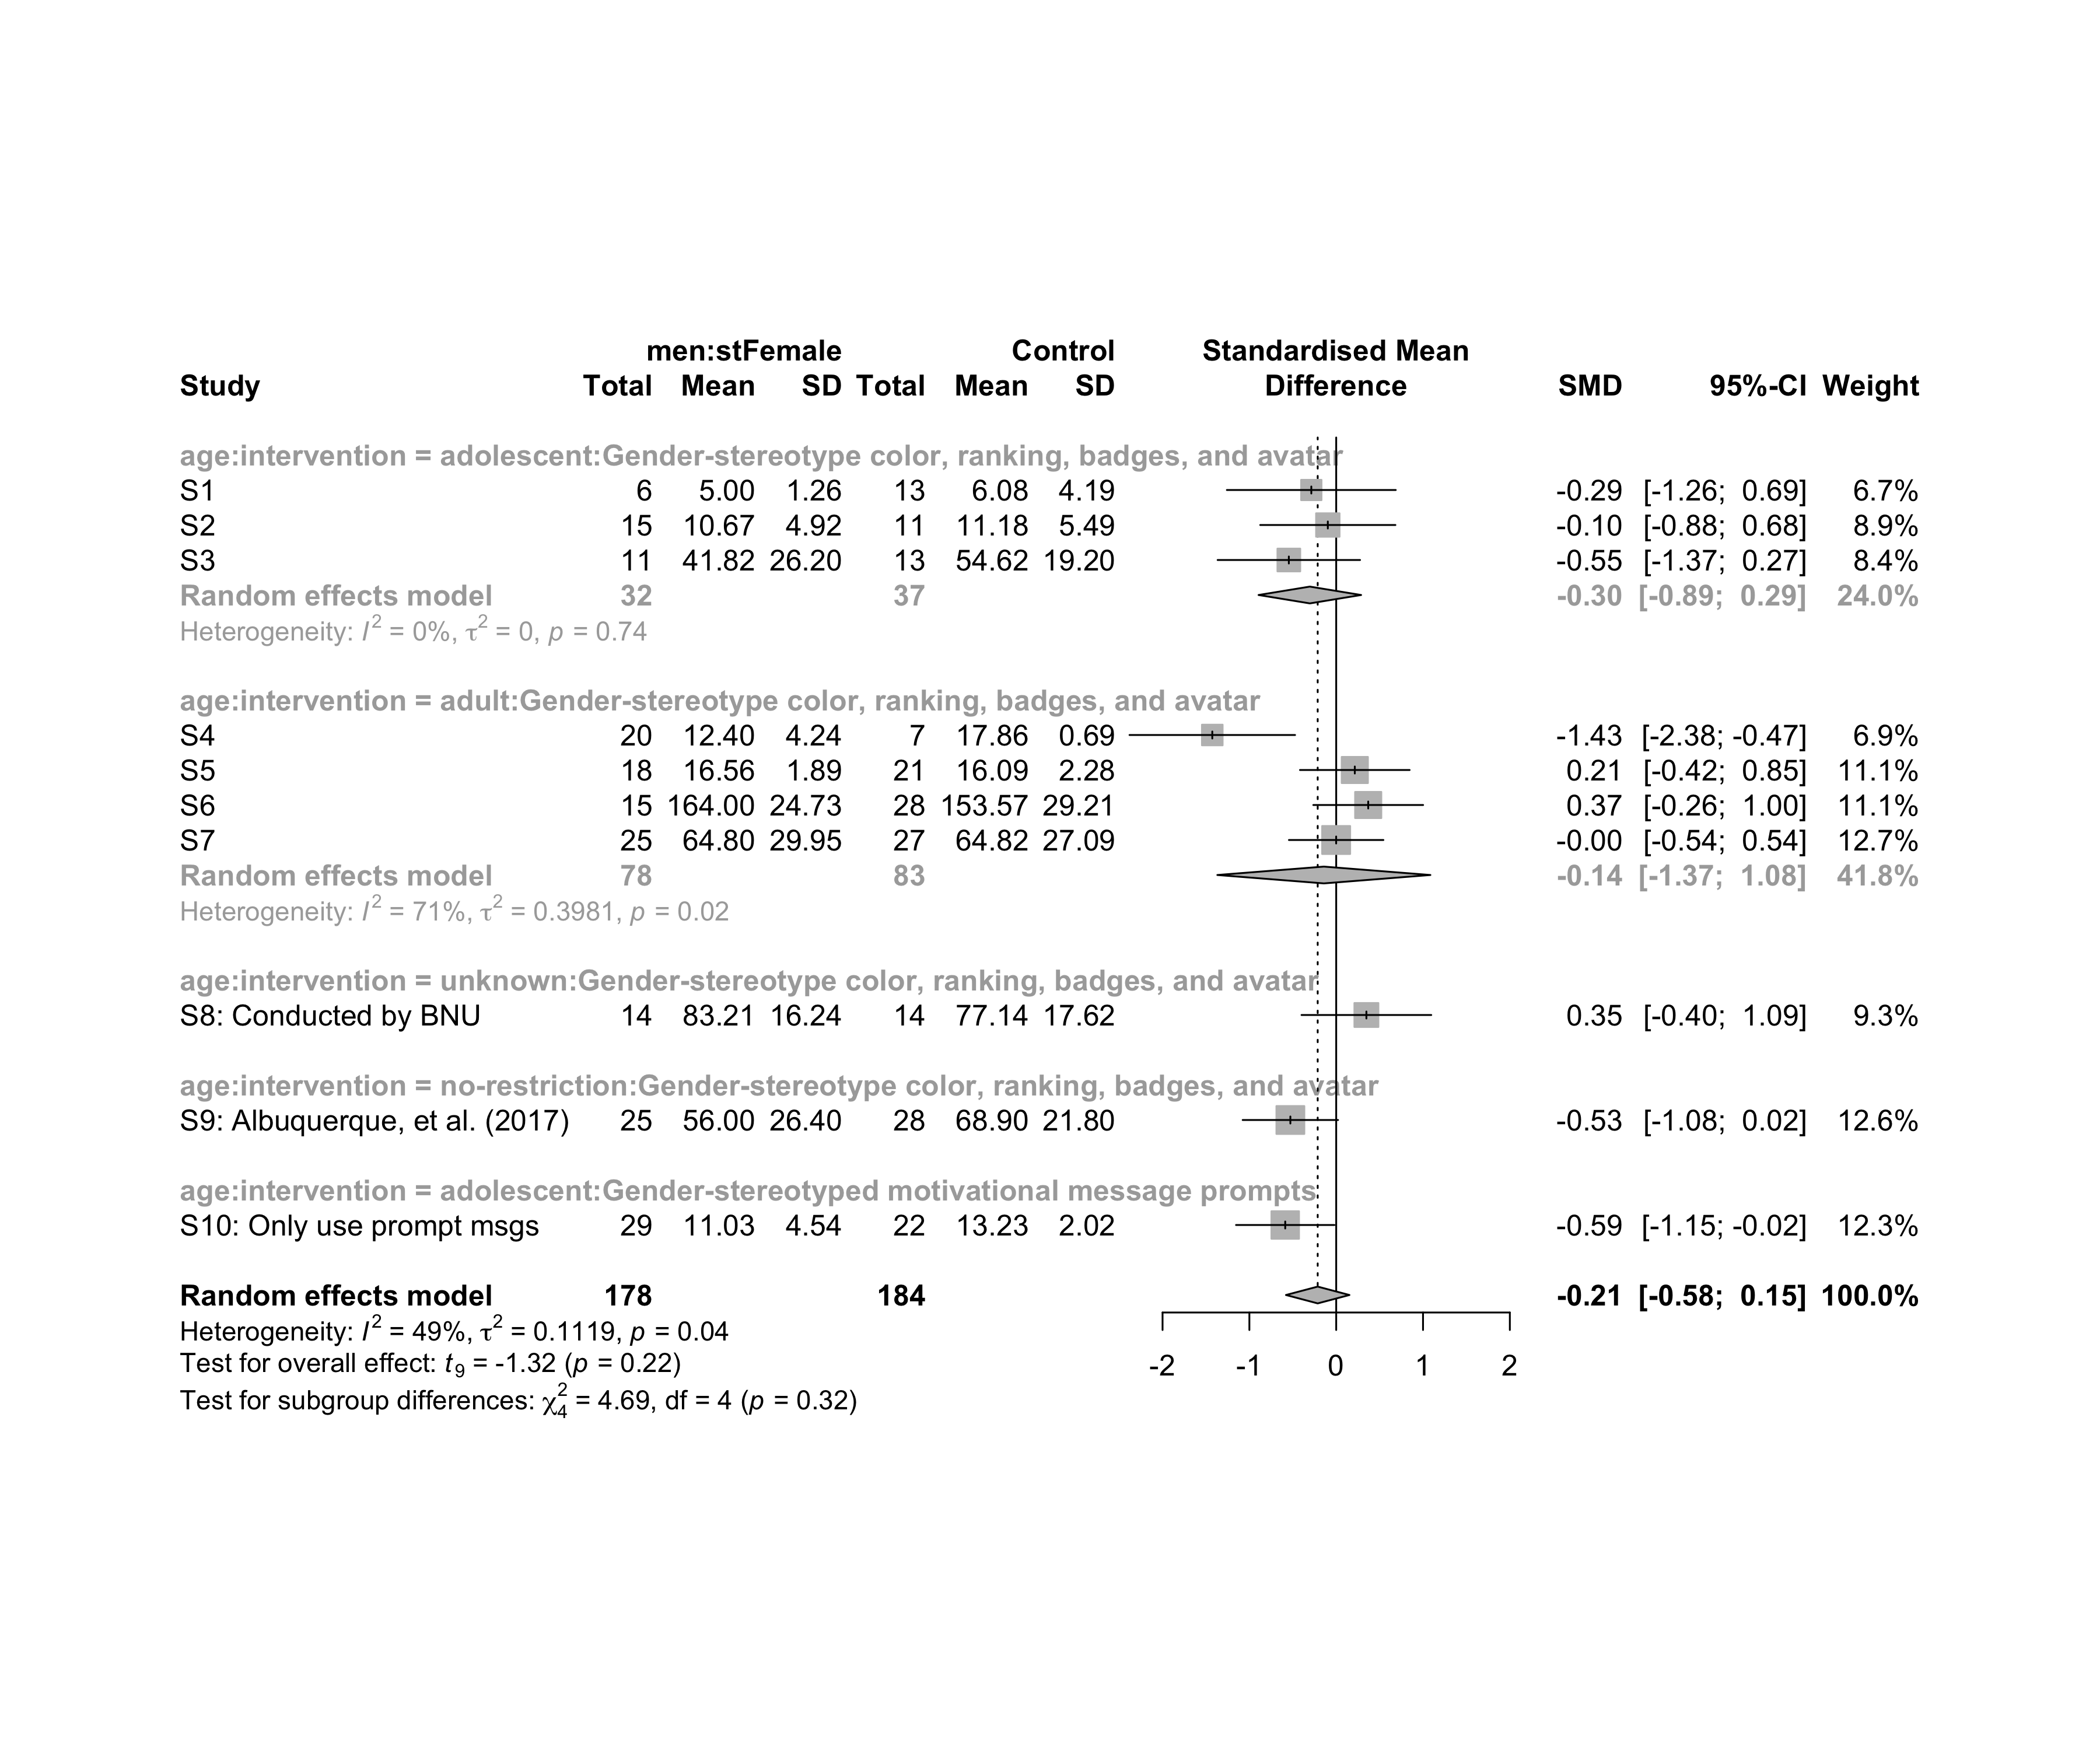 men:stFemale Control Standardised Mean
Study Total Mean SD Total Mean SD Difference SMD 95%-CI Weight
age:intervention = adolescent:Gender-stereotype color, ranking, badges, and avatar
S1 6 5.00 1.26 13 6.08 4.19 -0.29 [-1.26; 0.69] 6.7%
S2 15 10.67 4.92 11 11.18 5.49 -0.10 [-0.88; 0.68] 8.9%
S3 11 41.82 26.20 13 54.62 19.20 -0.55 [-1.37; 0.27] 8.4%
Random effects model 32 37 -0.30 [-0.89; 0.29] 24.0%
Heterogeneity: I² = 0%, τ² = 0, p = 0.74
age:intervention = adult:Gender-stereotype color, ranking, badges, and avatar
S4 20 12.40 4.24 7 17.86 0.69 -1.43 [-2.38; -0.47] 6.9%
S5 18 16.56 1.89 21 16.09 2.28 0.21 [-0.42; 0.85] 11.1%
S6 15 164.00 24.73 28 153.57 29.21 0.37 [-0.26; 1.00] 11.1%
S7 25 64.80 29.95 27 64.82 27.09 -0.00 [-0.54; 0.54] 12.7%
Random effects model 78 83 -0.14 [-1.37; 1.08] 41.8%
Heterogeneity: I² = 71%, τ² = 0.3981, p = 0.02
age:intervention = unknown:Gender-stereotype color, ranking, badges, and avatar
S8: Conducted by BNU 14 83.21 16.24 14 77.14 17.62 0.35 [-0.40; 1.09] 9.3%
age:intervention = no-restriction:Gender-stereotype color, ranking, badges, and avatar
S9: Albuquerque, et al. (2017) 25 56.00 26.40 28 68.90 21.80 -0.53 [-1.08; 0.02] 12.6%
age:intervention = adolescent:Gender-stereotyped motivational message prompts
S10: Only use prompt msgs 29 11.03 4.54 22 13.23 2.02 -0.59 [-1.15; -0.02] 12.3%
Random effects model 178 184 -0.21 [-0.58; 0.15] 100.0%
Heterogeneity: I² = 49%, τ² = 0.1119, p = 0.04
Test for overall effect: t₉ = -1.32 (p = 0.22)
-2 -1 0 1 2
Test for subgroup differences: χ²₄ = 4.69, df = 4 (p = 0.32)